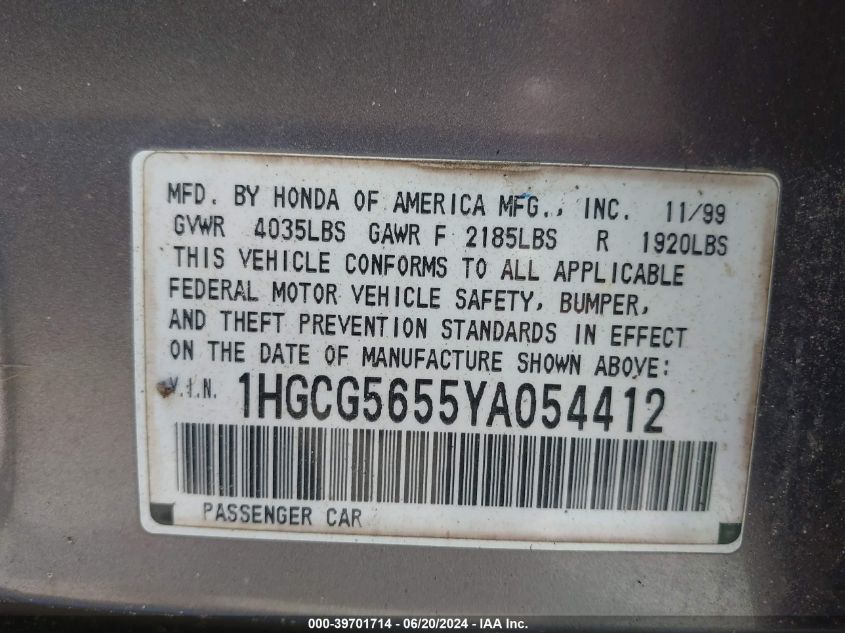 MFD. BY HONDA OF AMERICA MFG., INC. 11/99
GVWR 4035LBS GAWR F 2185LBS R 1920LBS
THIS VEHICLE CONFORMS TO ALL APPLICABLE
FEDERAL MOTOR VEHICLE SAFETY, BUMPER,
AND THEFT PREVENTION STANDARDS IN EFFECT
ON THE DATE OF MANUFACTURE SHOWN ABOVE:
V.I.N. 1HGCG5655YA054412
PASSENGER CAR
000-39701714 - 06/20/2024 - IAA Inc.